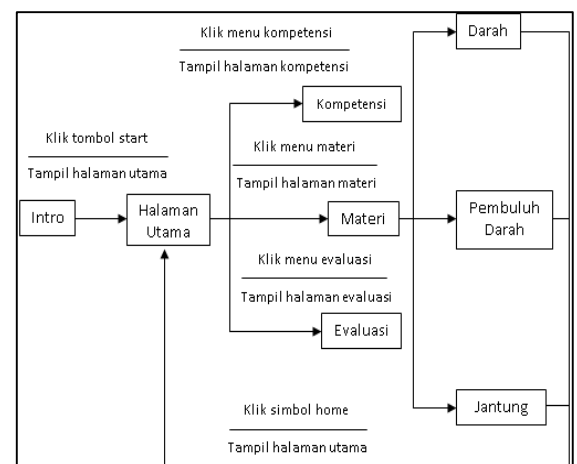 Klik menu kompetensi
Tampil halaman kompetensi
Darah
Kompetensi
Klik tombol start
Tampil halaman utama
Klik menu materi
Tampil halaman materi
Intro
Halaman
Utama
Materi
Pembuluh
Darah
Klik menu evaluasi
Tampil halaman evaluasi
Evaluasi
Klik simbol home
Tampil halaman utama
Jantung